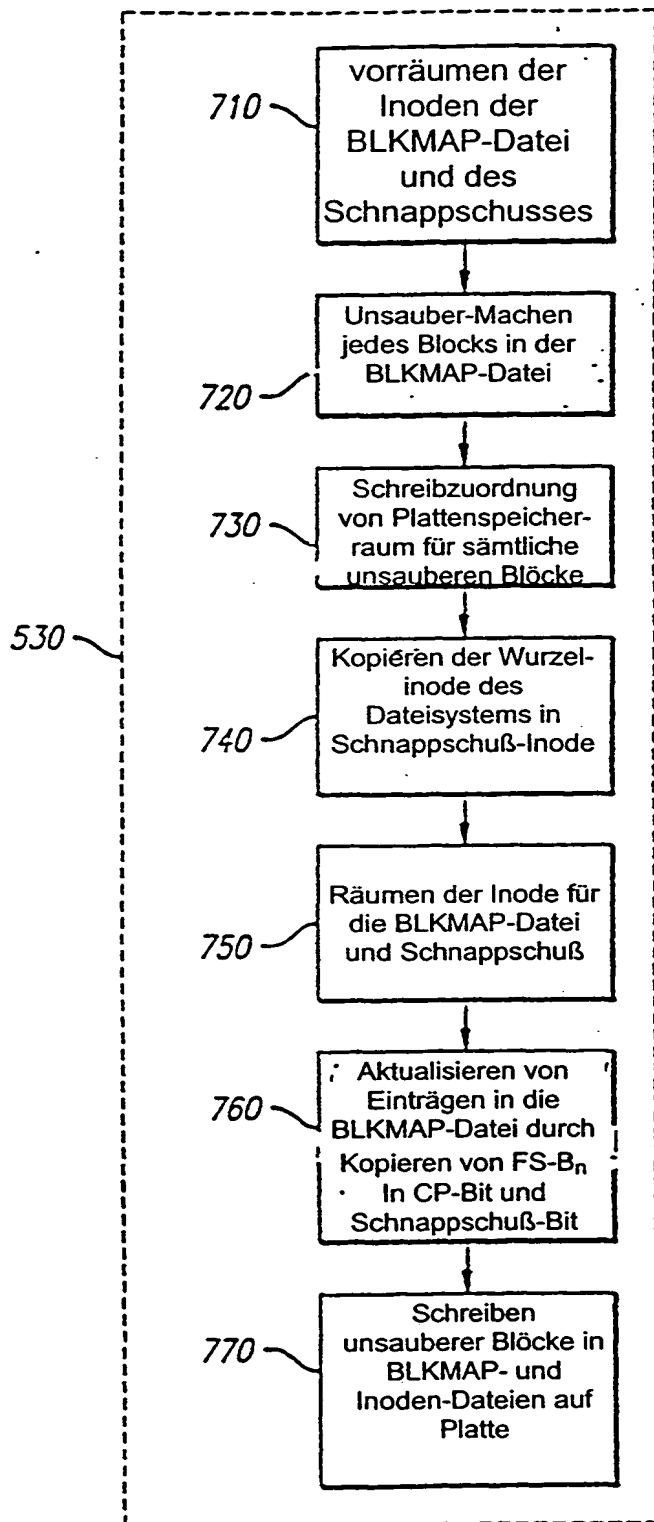 710
vorräumen der
Inoden der
BLKMAP-Datei
und des
Schnappschusses
720
Unsauber-Machen
jedes Blocks in der
BLKMAP-Datei
730
Schreibzuordnung
von Plattenspeicher-
raum für sämtliche
unsauberen Blöcke
530
740
Kopieren der Wurzel-
inode des
Dateisystems in
Schnappschuß-Inode
750
Räumen der Inode für
die BLKMAP-Datei
und Schnappschuß
760
Aktualisieren von
Einträgen in die
BLKMAP-Datei durch
Kopieren von FS-Bn
In CP-Bit und
Schnappschuß-Bit
770
Schreiben
unsauberer Blöcke in
BLKMAP- und
Inoden-Dateien auf
Platte